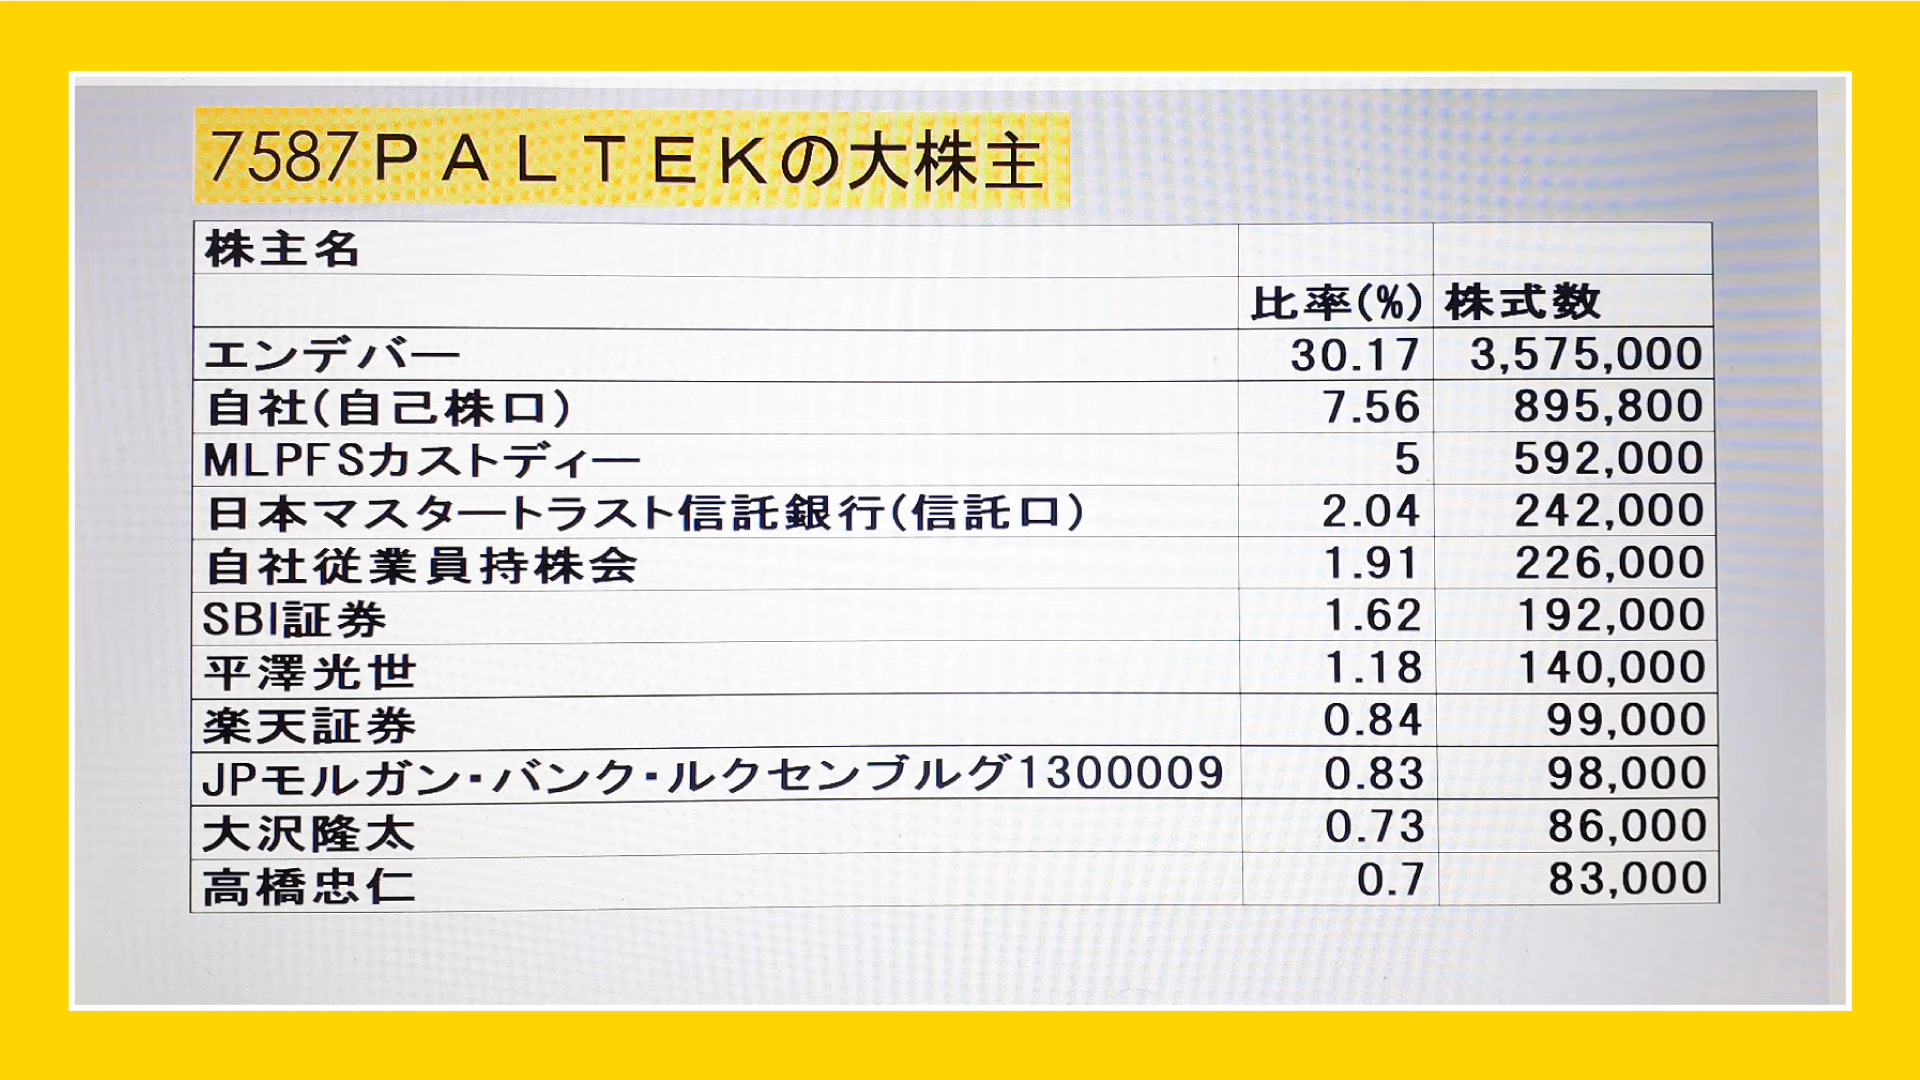 7587ＰＡＬＴＥＫの大株主
株主名
比率(%) 株式数
エンデバー 30.17 3,575,000
自社(自己株口) 7.56 895,800
MLPFSカストディー 5 592,000
日本マスタートラスト信託銀行(信託口) 2.04 242,000
自社従業員持株会 1.91 226,000
SBI証券 1.62 192,000
平澤光世 1.18 140,000
楽天証券 0.84 99,000
JPモルガン・バンク・ルクセンブルグ1300009 0.83 98,000
大沢隆太 0.73 86,000
高橋忠仁 0.7 83,000